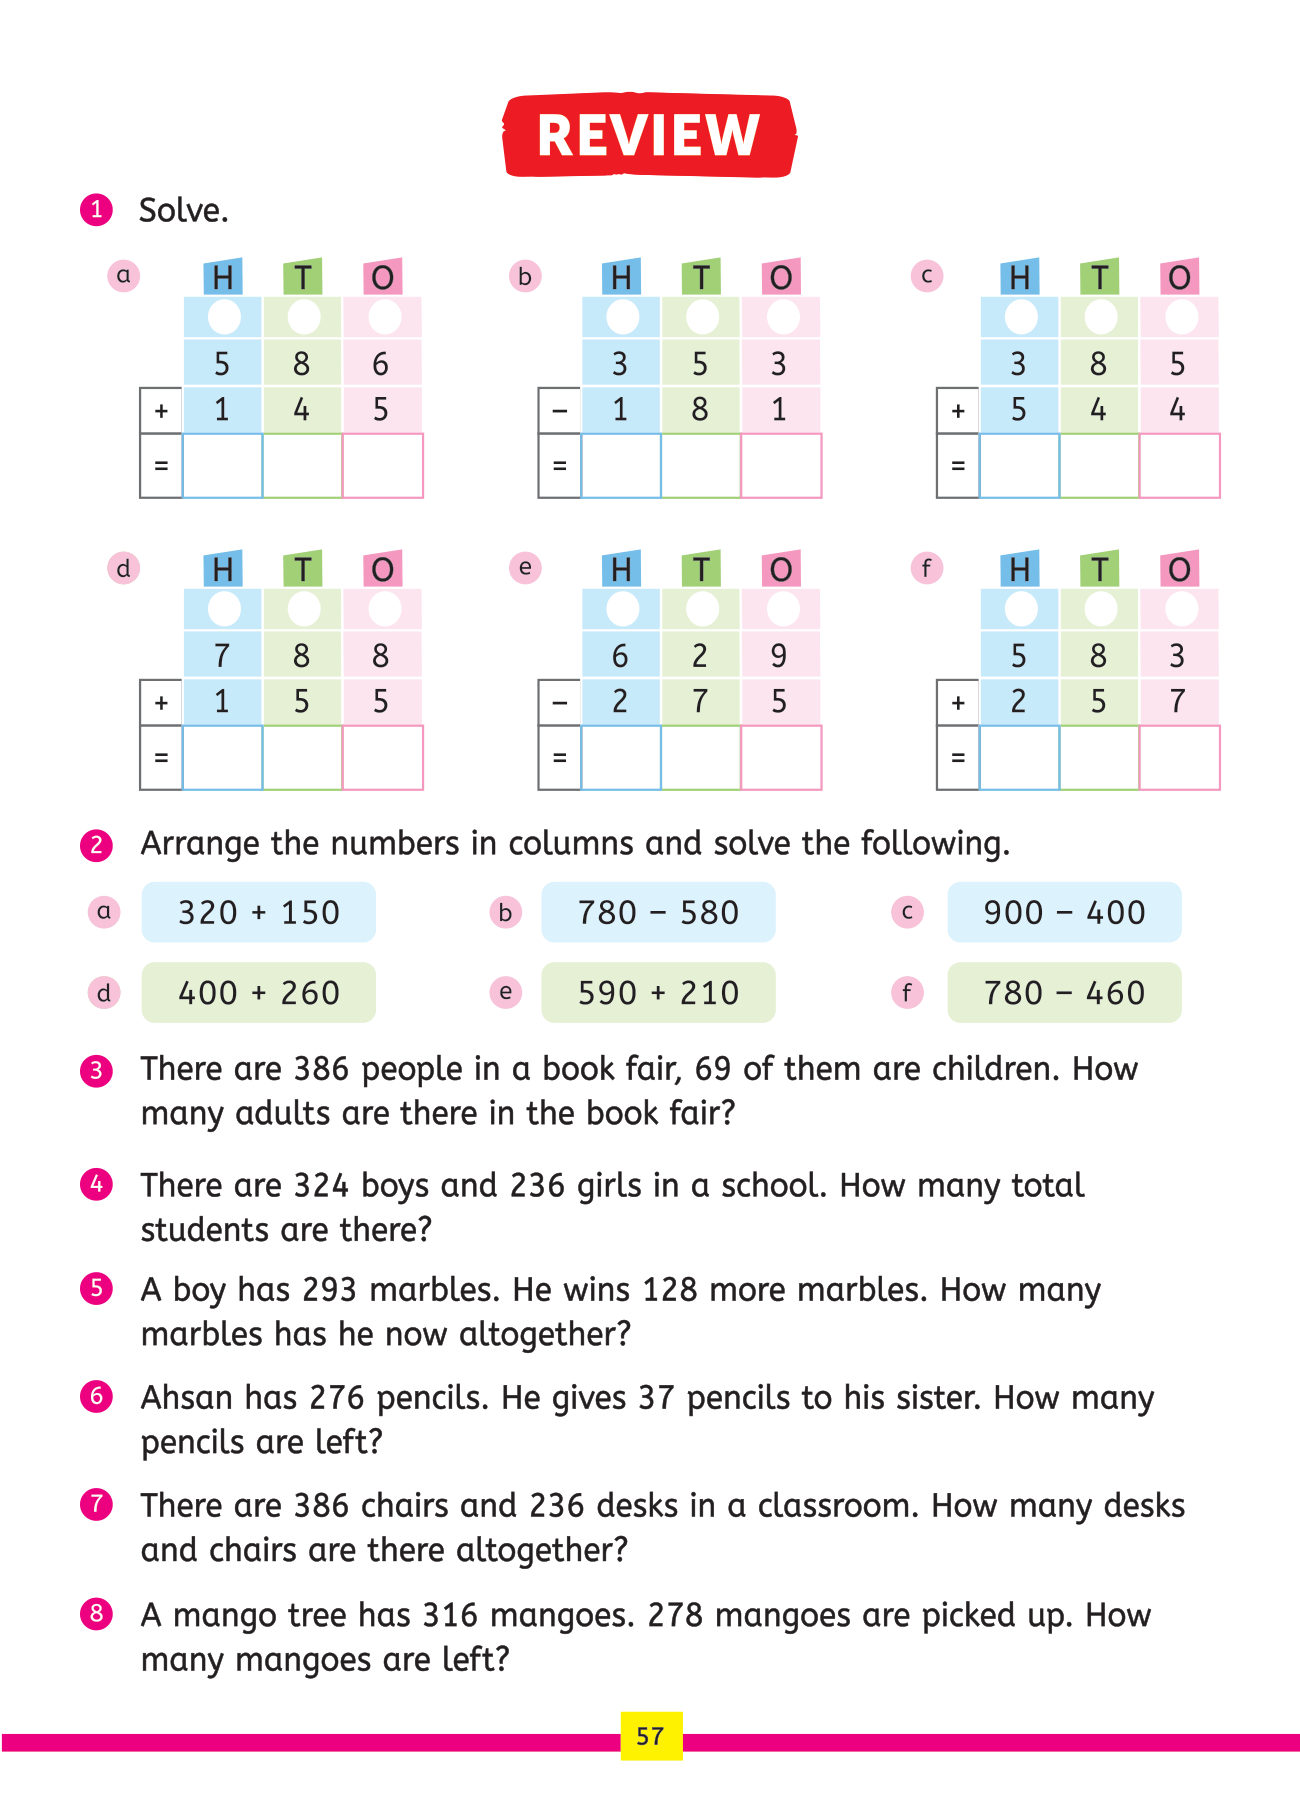 REVIEW
1 Solve.
a H T O b H T O c H T O
5 8 6 3 5 3 3 8 5
+ 1 4 5 − 1 8 1 + 5 4 4
= = =
d H T O e H T O f H T O
7 8 8 6 2 9 5 8 3
+ 1 5 5 − 2 7 5 + 2 5 7
= = =
2 Arrange the numbers in columns and solve the following.
a 320 + 150 b 780 − 580 c 900 − 400
d 400 + 260 e 590 + 210 f 780 − 460
3 There are 386 people in a book fair, 69 of them are children. How
many adults are there in the book fair?
4 There are 324 boys and 236 girls in a school. How many total
students are there?
5 A boy has 293 marbles. He wins 128 more marbles. How many
marbles has he now altogether?
6 Ahsan has 276 pencils. He gives 37 pencils to his sister. How many
pencils are left?
7 There are 386 chairs and 236 desks in a classroom. How many desks
and chairs are there altogether?
8 A mango tree has 316 mangoes. 278 mangoes are picked up. How
many mangoes are left?
57